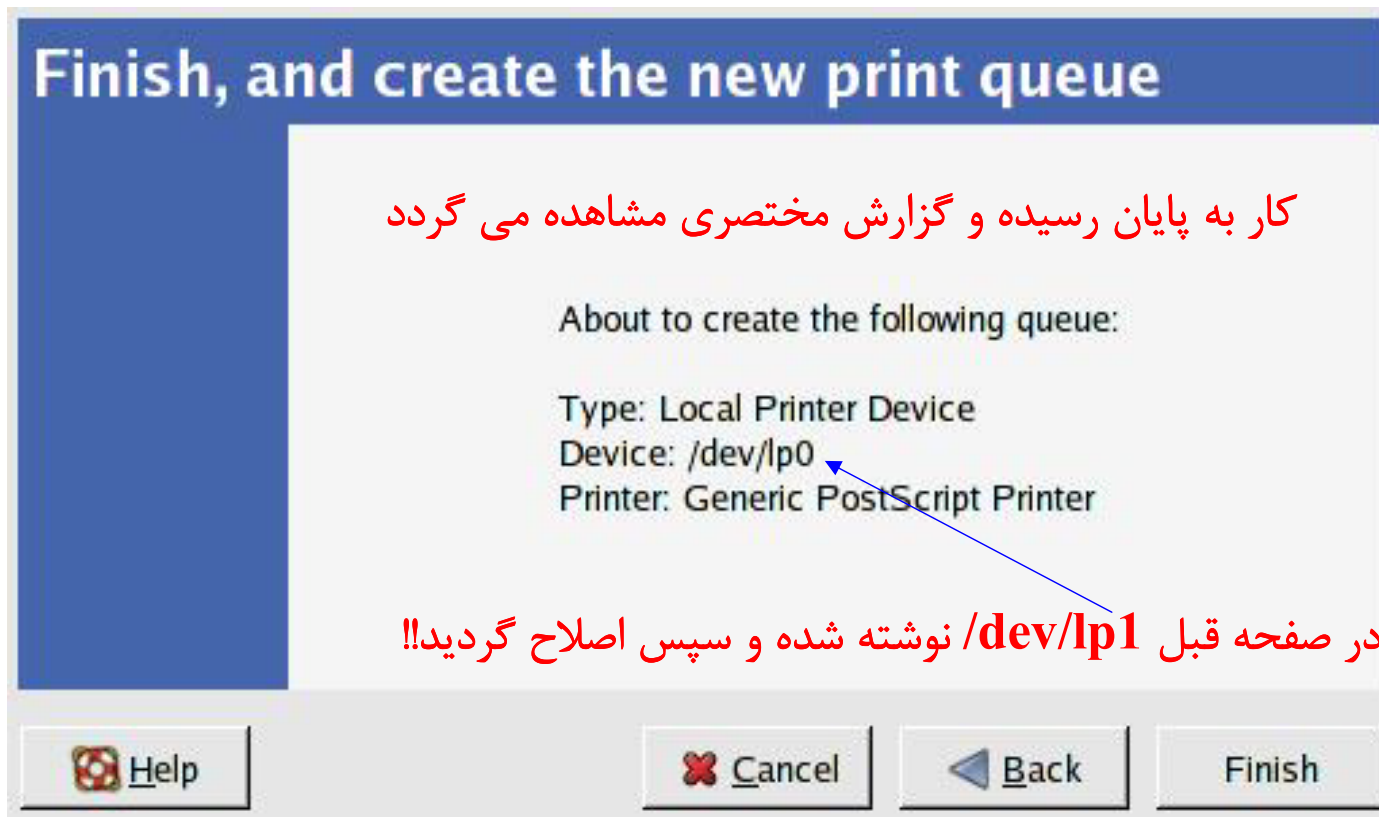 Finish, and create the new print queue
کار به پایان رسیده و گزارش مختصری مشاهده می گردد
About to create the following queue:
Type: Local Printer Device
Device: /dev/lp0
Printer: Generic PostScript Printer
در صفحه قبل /dev/lp1 نوشته شده و سپس اصلاح گردید!!
Help
Cancel
Back
Finish